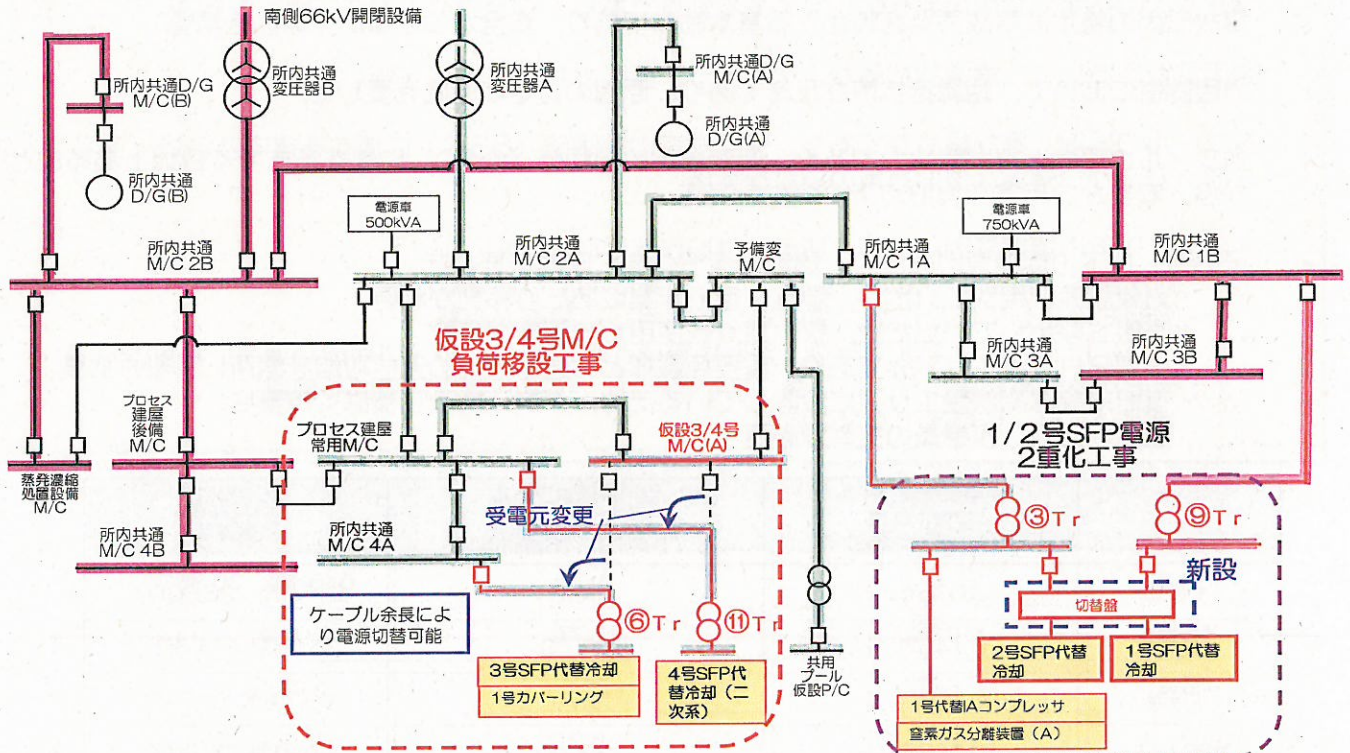 南側66kV開閉設備
所内共通D/G
M/C(B)
所内共通
変圧器B
所内共通
変圧器A
所内共通D/G
M/C(A)
所内共通
D/G(B)
所内共通
D/G(A)
電源車
500kVA
電源車
750kVA
所内共通
M/C 2B
所内共通
M/C 2A
予備変
M/C
所内共通
M/C 1A
所内共通
M/C 1B
仮設3/4号M/C
負荷移設工事
所内共通
M/C 3A
所内共通
M/C 3B
プロセス
建屋
後備
M/C
プロセス建屋
常用M/C
仮設3/4号
M/C(A)
1/2号SFP電源
2重化工事
蒸発濃縮
処置設備
M/C
受電元変更
所内共通
M/C 4B
所内共通
M/C 4A
③Tr
⑨Tr
新設
切替盤
ケーブル余長によ
り電源切替可能
⑥Tr
⑪Tr
3号SFP代替冷却
1号カバーリング
4号SFP代
替冷却（二
次系）
共用
プール
仮設P/C
2号SFP代替
冷却
1号SFP代替
冷却
1号代替IAコンプレッサ
窒素ガス分離装置（A）